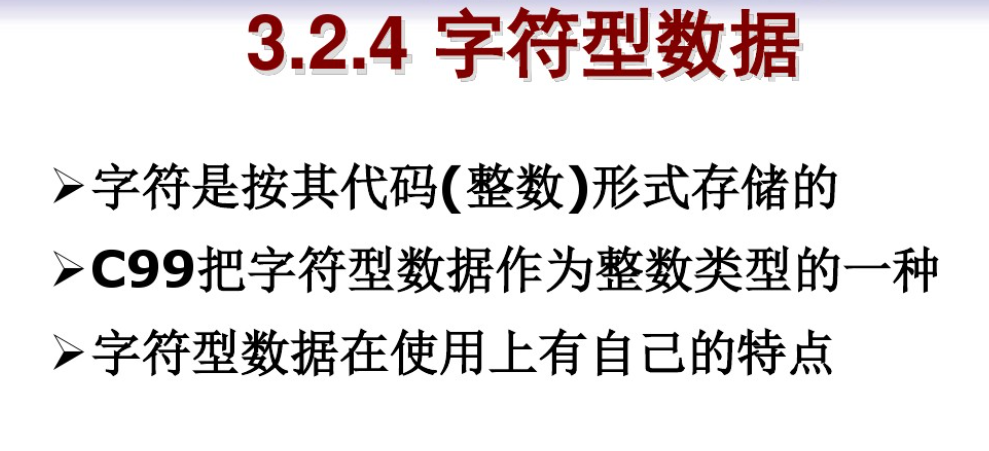 3.2.4 字符型数据
➢字符是按其代码(整数)形式存储的
➢C99把字符型数据作为整数类型的一种
➢字符型数据在使用上有自己的特点